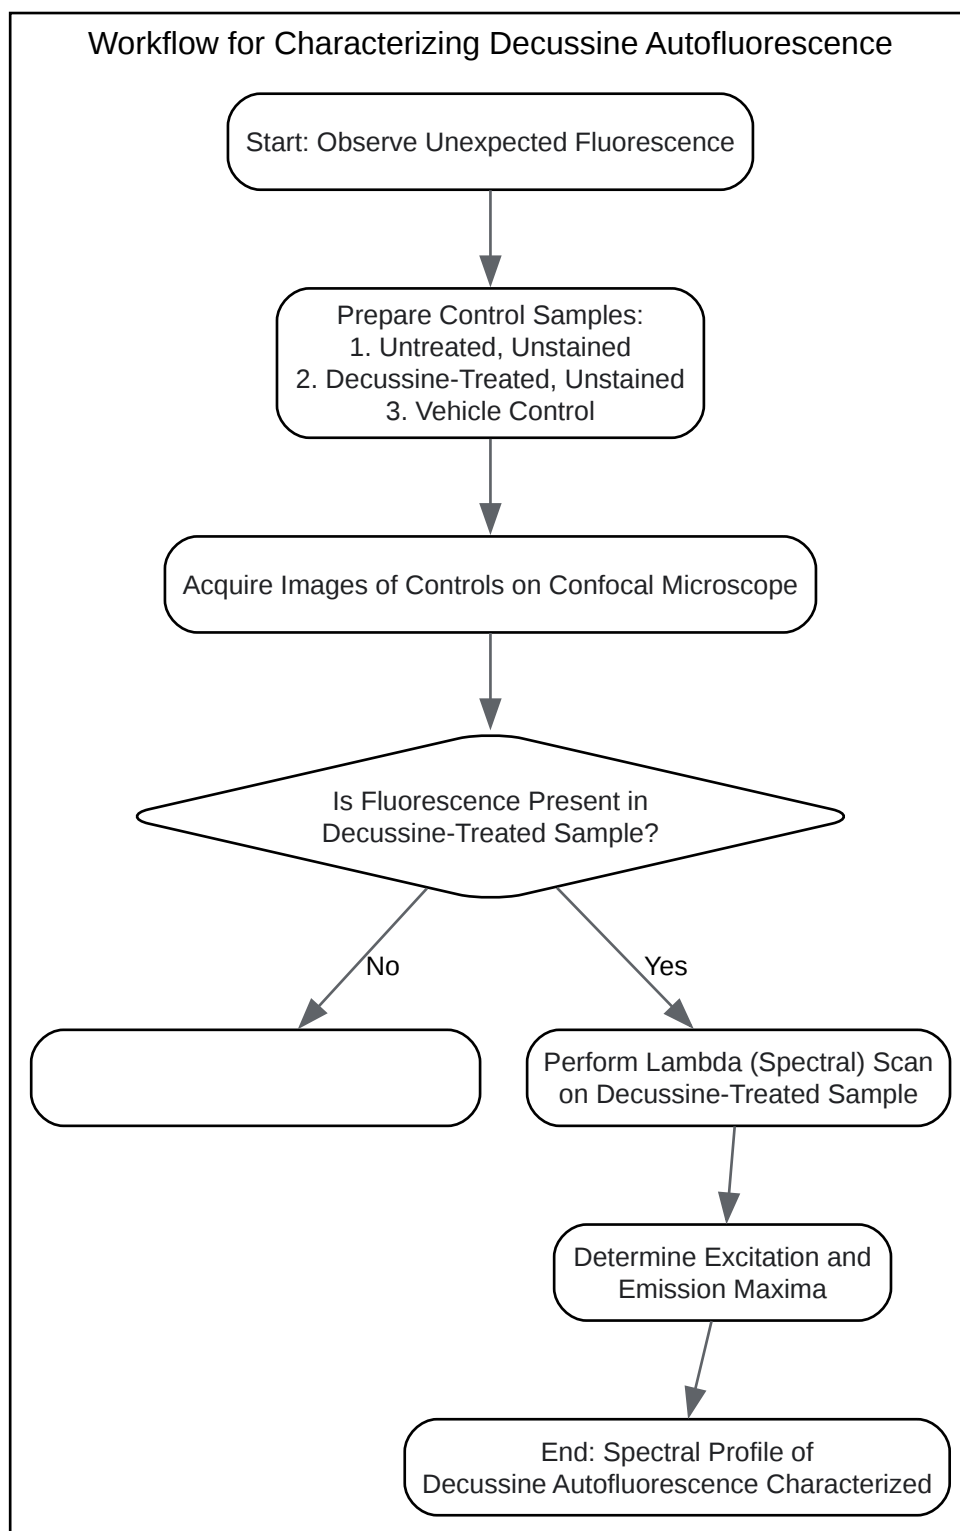 Workflow for Characterizing Decussine Autofluorescence
Start: Observe Unexpected Fluorescence
Prepare Control Samples:
1. Untreated, Unstained
2. Decussine-Treated, Unstained
3. Vehicle Control
Acquire Images of Controls on Confocal Microscope
Is Fluorescence Present in
Decussine-Treated Sample?
No
Yes
Perform Lambda (Spectral) Scan
on Decussine-Treated Sample
Determine Excitation and
Emission Maxima
End: Spectral Profile of
Decussine Autofluorescence Characterized